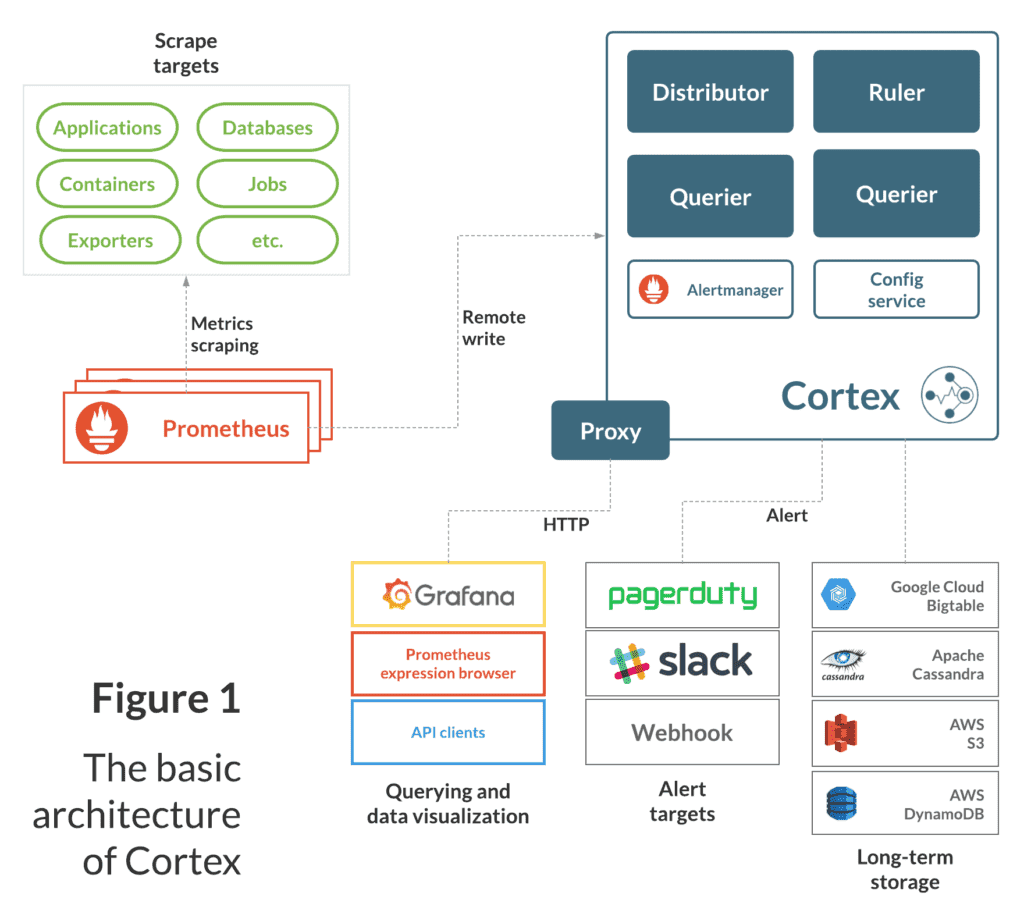 Scrape
targets
Applications
Databases
Containers
Jobs
Exporters
etc.
Metrics
scraping
Prometheus
Remote
write
Distributor
Ruler
Querier
Querier
Alertmanager
Config
service
Cortex
Proxy
HTTP
Alert
Grafana
Prometheus
expression browser
API clients
Querying and
data visualization
pagerduty
slack
Webhook
Alert
targets
Google Cloud
Bigtable
cassandra
Apache
Cassandra
AWS
S3
AWS
DynamoDB
Long-term
storage
Figure 1
The basic
architecture
of Cortex